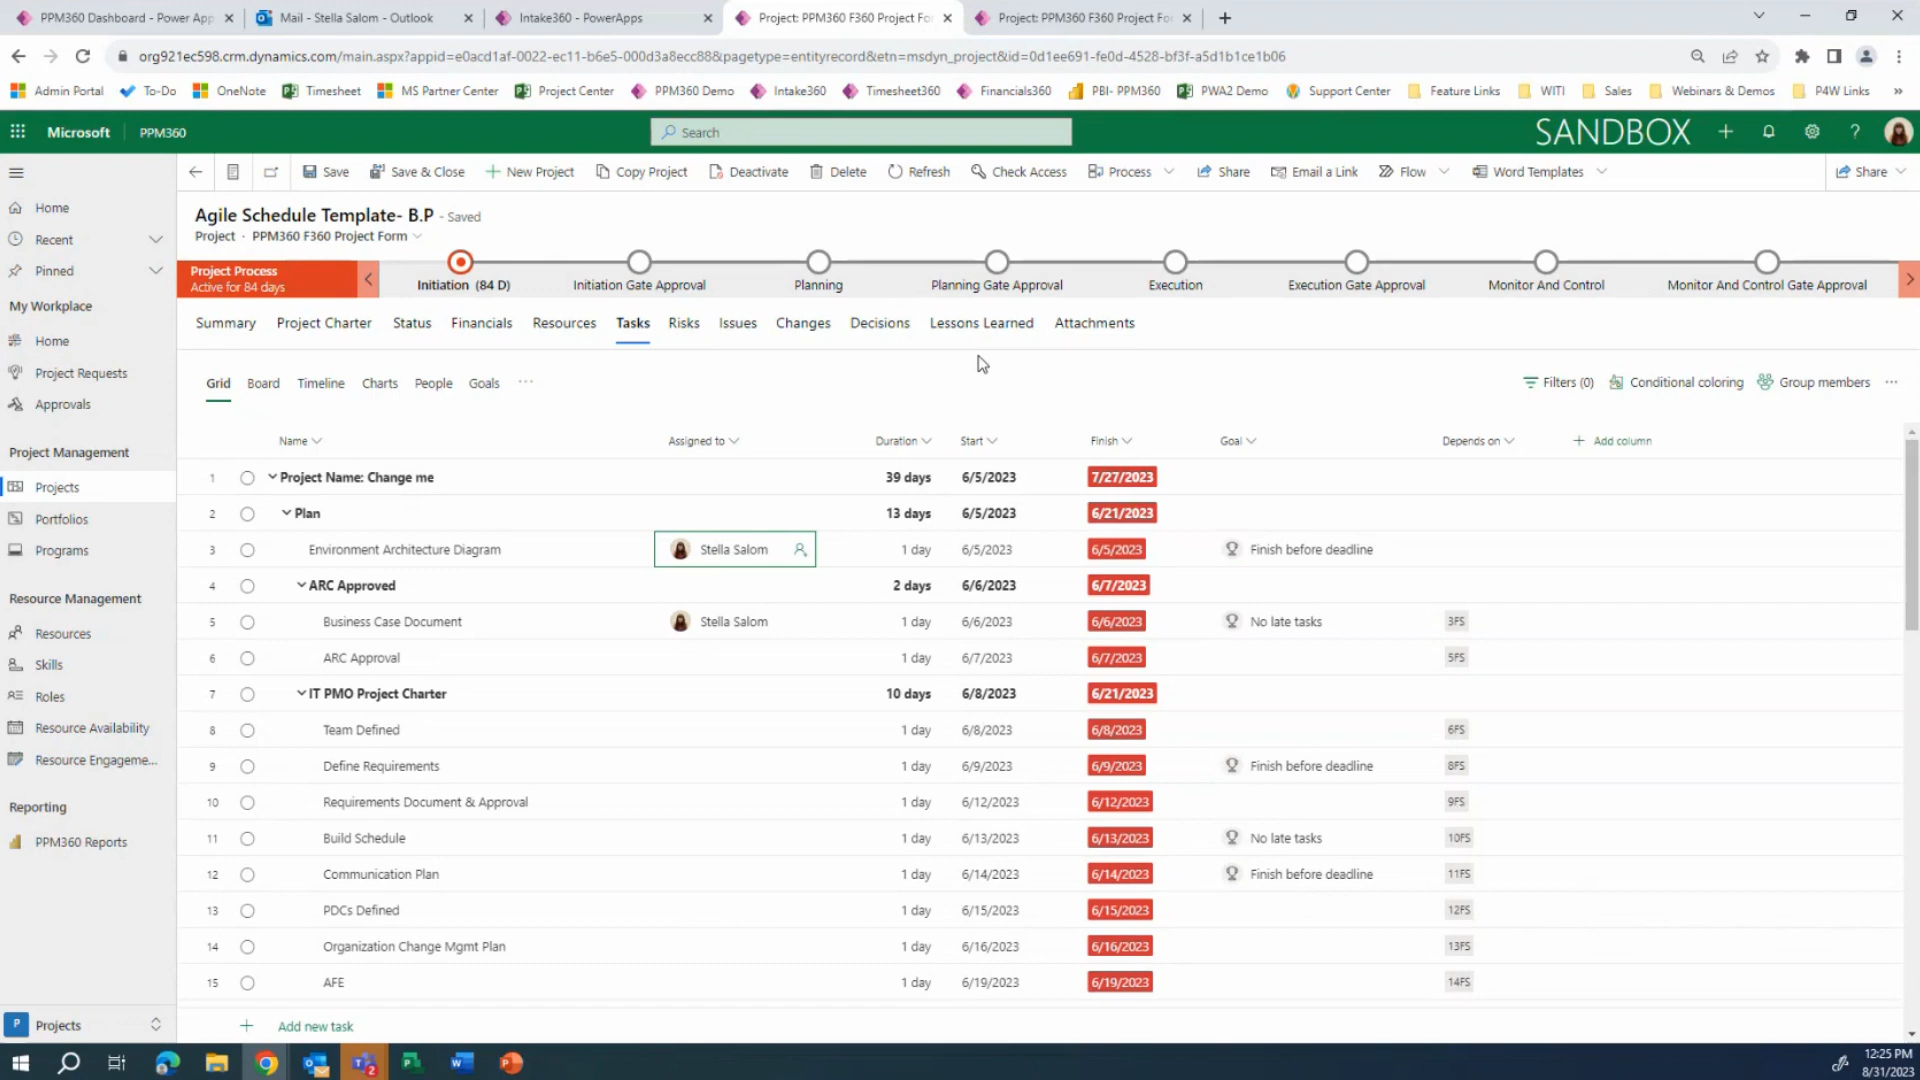 PPM360 Dashboard - Power App
Mail - Stella Salom - Outlook
Intake360 - PowerApps
Project: PPM360 F360 Project For
Project: PPM360 F360 Project For
org921ec598.crm.dynamics.com/main.aspx?appid=e0acd1af-0022-ec11-b6e5-000d3a8ecc88&pagetype=entityrecord&etn=msdyn_project&id=0d1ee691-fe0d-4528-bf3f-a5d1b1ce1b06
Admin Portal To-Do OneNote Timesheet MS Partner Center Project Center PPM360 Demo Intake360 Timesheet360 Financials360 PBI- PPM360 PWA2 Demo Support Center Feature Links WITI Sales Webinars & Demos P4W Links »
Microsoft PPM360 Search SANDBOX
Save Save & Close New Project Copy Project Deactivate Delete Refresh Check Access Process Share Email a Link Flow Word Templates Share
Agile Schedule Template- B.P - Saved
Project · PPM360 F360 Project Form
Project Process
Active for 84 days
Initiation (84 D) Initiation Gate Approval Planning Planning Gate Approval Execution Execution Gate Approval Monitor And Control Monitor And Control Gate Approval
Summary Project Charter Status Financials Resources Tasks Risks Issues Changes Decisions Lessons Learned Attachments
Grid Board Timeline Charts People Goals ··· Filters (0) Conditional coloring Group members ···
Name Assigned to Duration Start Finish Goal Depends on Add column
1 Project Name: Change me 39 days 6/5/2023 7/27/2023
2 Plan 13 days 6/5/2023 6/21/2023
3 Environment Architecture Diagram Stella Salom 1 day 6/5/2023 6/5/2023 Finish before deadline
4 ARC Approved 2 days 6/6/2023 6/7/2023
5 Business Case Document Stella Salom 1 day 6/6/2023 6/6/2023 No late tasks 3FS
6 ARC Approval 1 day 6/7/2023 6/7/2023 5FS
7 IT PMO Project Charter 10 days 6/8/2023 6/21/2023
8 Team Defined 1 day 6/8/2023 6/8/2023 6FS
9 Define Requirements 1 day 6/9/2023 6/9/2023 Finish before deadline 8FS
10 Requirements Document & Approval 1 day 6/12/2023 6/12/2023 9FS
11 Build Schedule 1 day 6/13/2023 6/13/2023 No late tasks 10FS
12 Communication Plan 1 day 6/14/2023 6/14/2023 Finish before deadline 11FS
13 PDCs Defined 1 day 6/15/2023 6/15/2023 12FS
14 Organization Change Mgmt Plan 1 day 6/16/2023 6/16/2023 13FS
15 AFE 1 day 6/19/2023 6/19/2023 14FS
Add new task
Home
Recent
Pinned
My Workplace
Home
Project Requests
Approvals
Project Management
Projects
Portfolios
Programs
Resource Management
Resources
Skills
Roles
Resource Availability
Resource Engageme...
Reporting
PPM360 Reports
P Projects
2
12:25 PM
8/31/2023